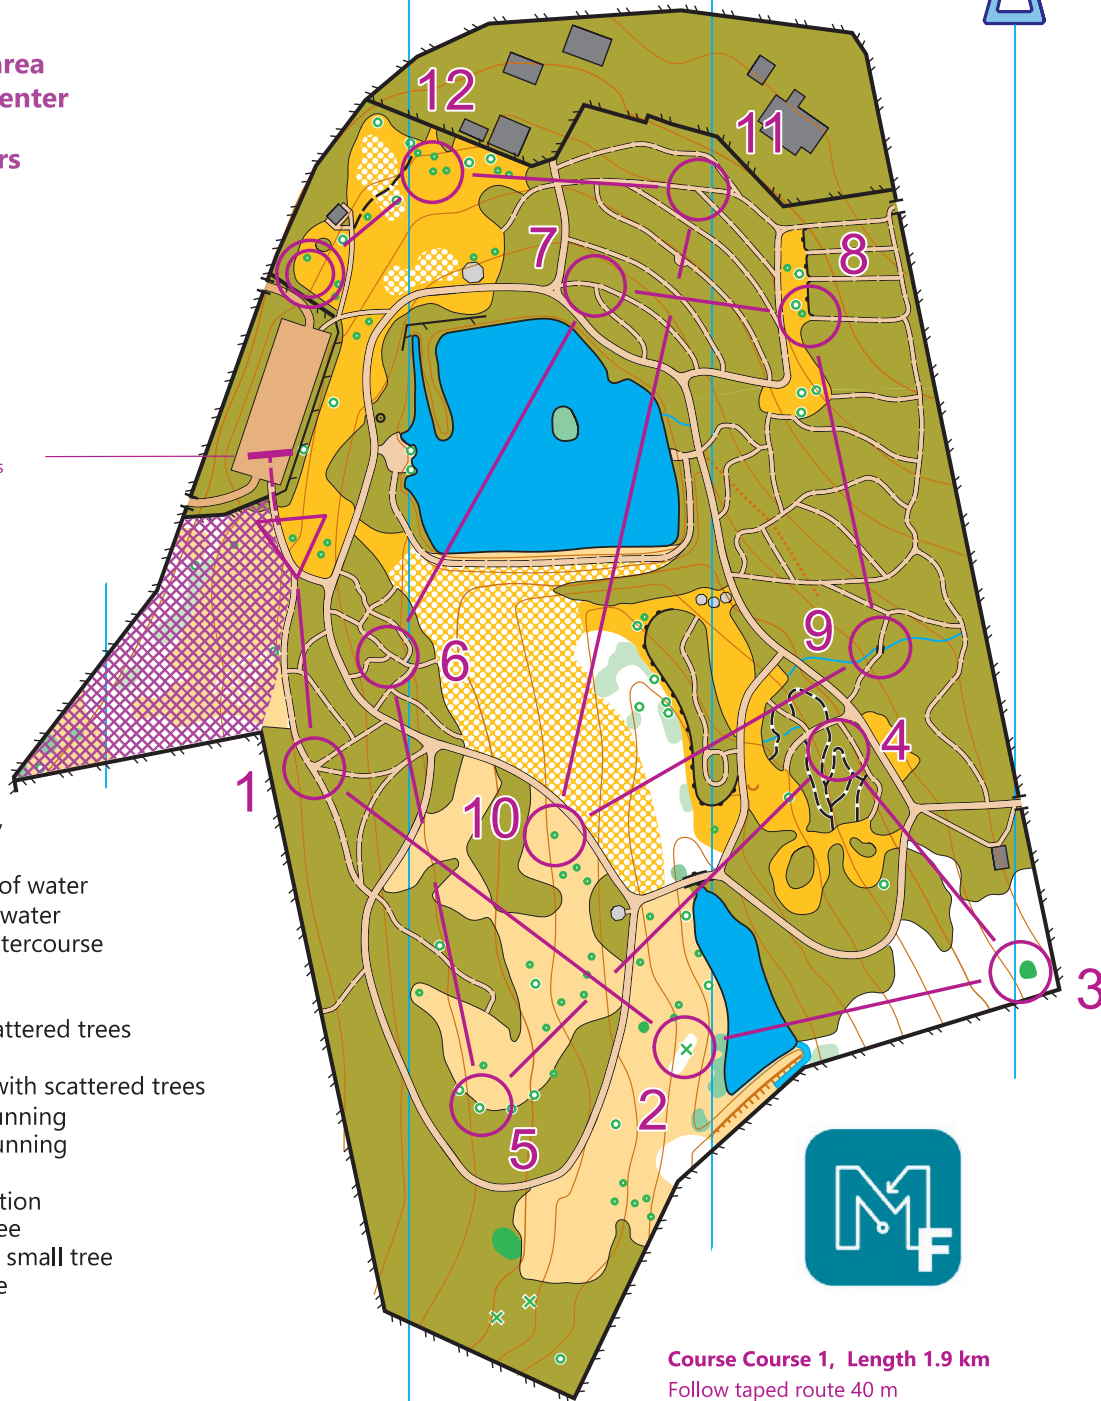 area
enter
rs
12
11
7
8
s
9
6
4
1
10
of water
water
tercourse
3
attered trees
with scattered trees
unning
unning
2
5
tion
ee
small tree
e
M
F
Course Course 1, Length 1.9 km
Follow taped route 40 m